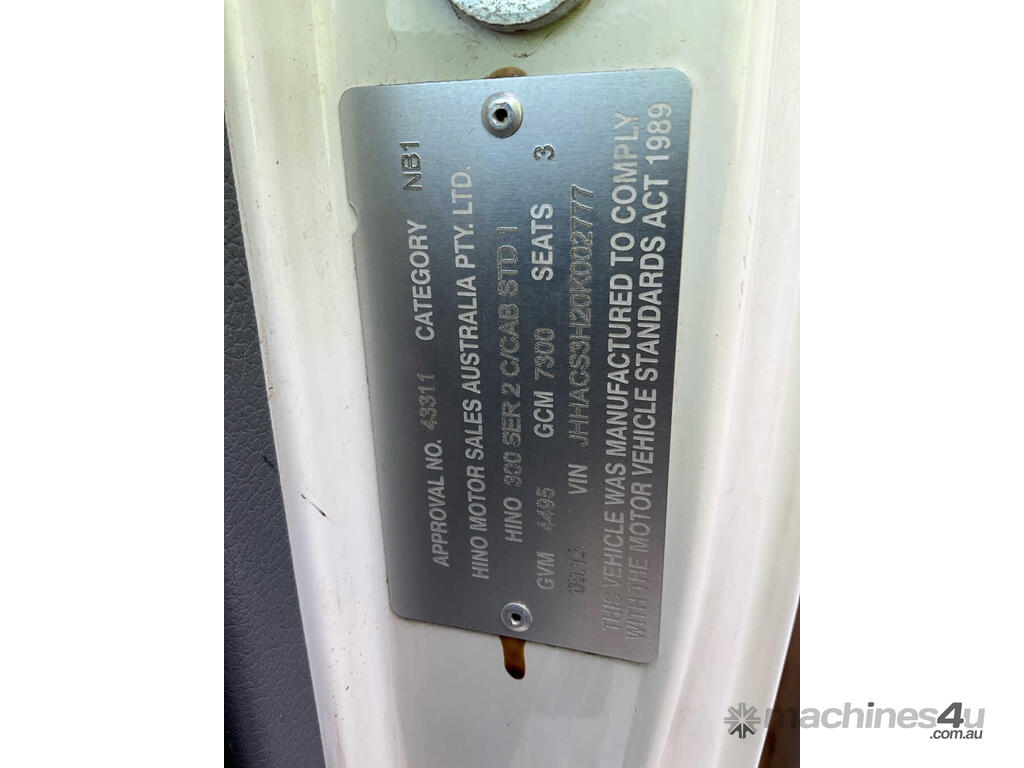 APPROVAL NO. 43311 CATEGORY NB1
HINO MOTOR SALES AUSTRALIA PTY. LTD.
HINO 300 SER 2 C/CAB STD 1
GVM 4495 GCM 7300 SEATS 3
VIN JHHACS3H20K002777
THIS VEHICLE WAS MANUFACTURED TO COMPLY
WITH THE MOTOR VEHICLE STANDARDS ACT 1989
machines4u
.com.au